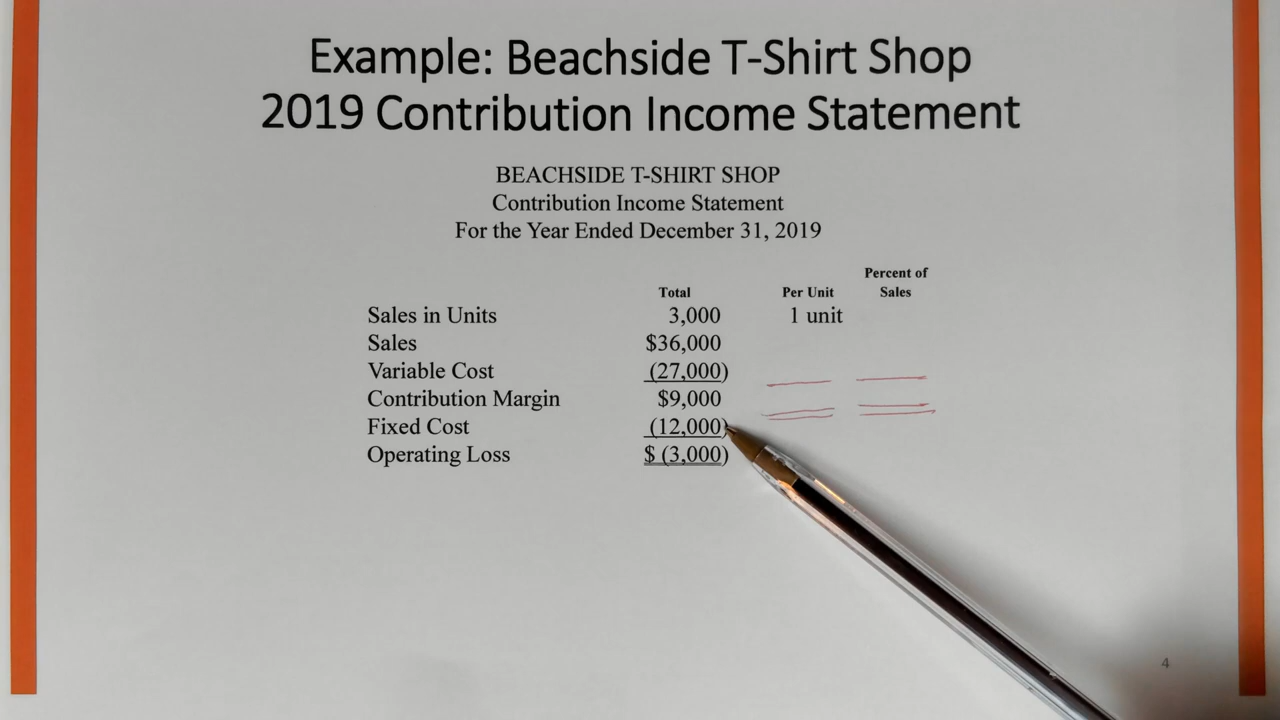 Example: Beachside T-Shirt Shop
2019 Contribution Income Statement
BEACHSIDE T-SHIRT SHOP
Contribution Income Statement
For the Year Ended December 31, 2019
Total Per Unit Percent of Sales
Sales in Units 3,000 1 unit
Sales $36,000
Variable Cost (27,000)
Contribution Margin $9,000
Fixed Cost (12,000)
Operating Loss $ (3,000)
4